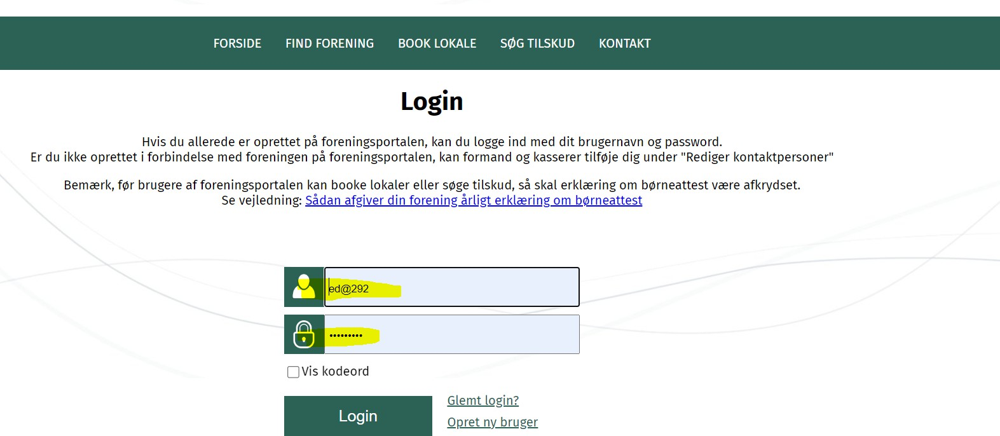 FORSIDE FIND FORENING BOOK LOKALE SØG TILSKUD KONTAKT
Login
Hvis du allerede er oprettet på foreningsportalen, kan du logge ind med dit brugernavn og password.
Er du ikke oprettet i forbindelse med foreningen på foreningsportalen, kan formand og kasserer tilføje dig under "Rediger kontaktpersoner"
Bemærk, før brugere af foreningsportalen kan booke lokaler eller søge tilskud, så skal erklæring om børneattest være afkrydset.
Se vejledning: Sådan afgiver din forening årligt erklæring om børneattest
ed@292
•••••••••
Vis kodeord
Login
Glemt login?
Opret ny bruger